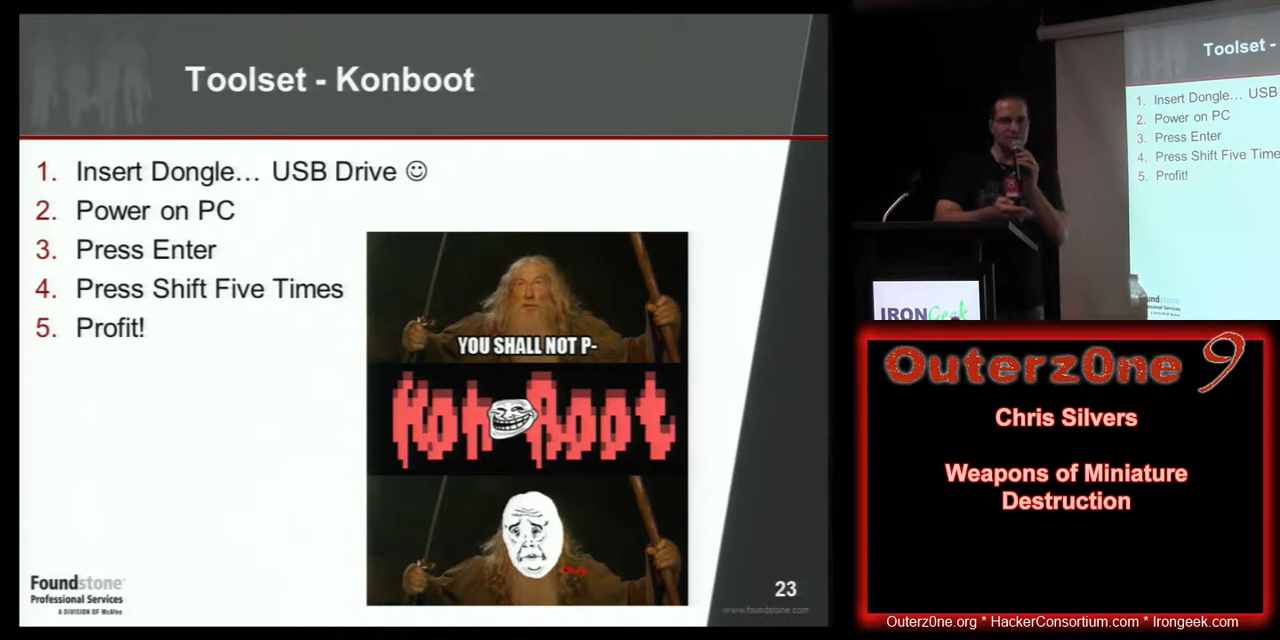 Toolset - Konboot
1. Insert Dongle… USB Drive ☺
2. Power on PC
3. Press Enter
4. Press Shift Five Times
5. Profit!
YOU SHALL NOT P-
Kon Boot
Foundstone
Professional Services
A DIVISION OF McAfee
23
www.foundstone.com
Toolset -
1. Insert Dongle… USB
2. Power on PC
3. Press Enter
4. Press Shift Five Time
5. Profit!
IRONGeek
Outerz0ne 9
Chris Silvers
Weapons of Miniature
Destruction
Outerz0ne.org * HackerConsortium.com * Irongeek.com